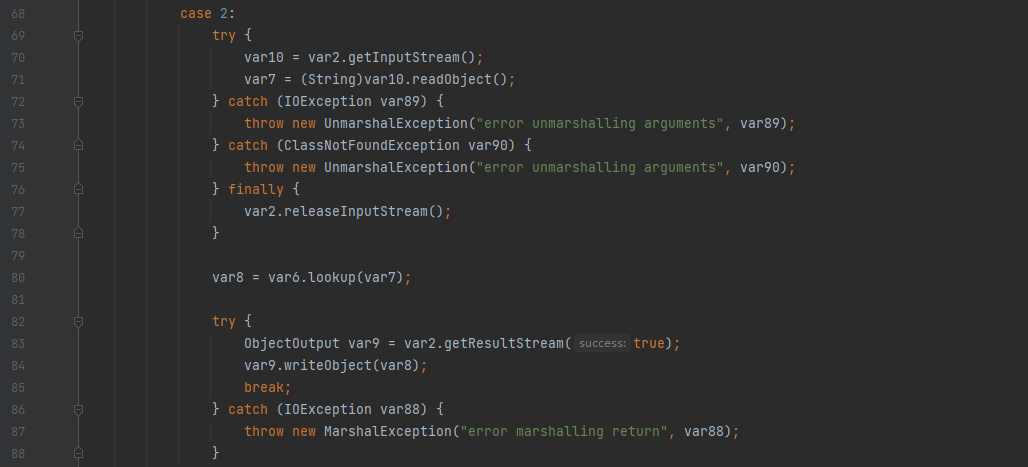 68 case 2:
69 try {
70 var10 = var2.getInputStream();
71 var7 = (String)var10.readObject();
72 } catch (IOException var89) {
73 throw new UnmarshalException("error unmarshalling arguments", var89);
74 } catch (ClassNotFoundException var90) {
75 throw new UnmarshalException("error unmarshalling arguments", var90);
76 } finally {
77 var2.releaseInputStream();
78 }
79
80 var8 = var6.lookup(var7);
81
82 try {
83 ObjectOutput var9 = var2.getResultStream( success: true);
84 var9.writeObject(var8);
85 break;
86 } catch (IOException var88) {
87 throw new MarshalException("error marshalling return", var88);
88 }